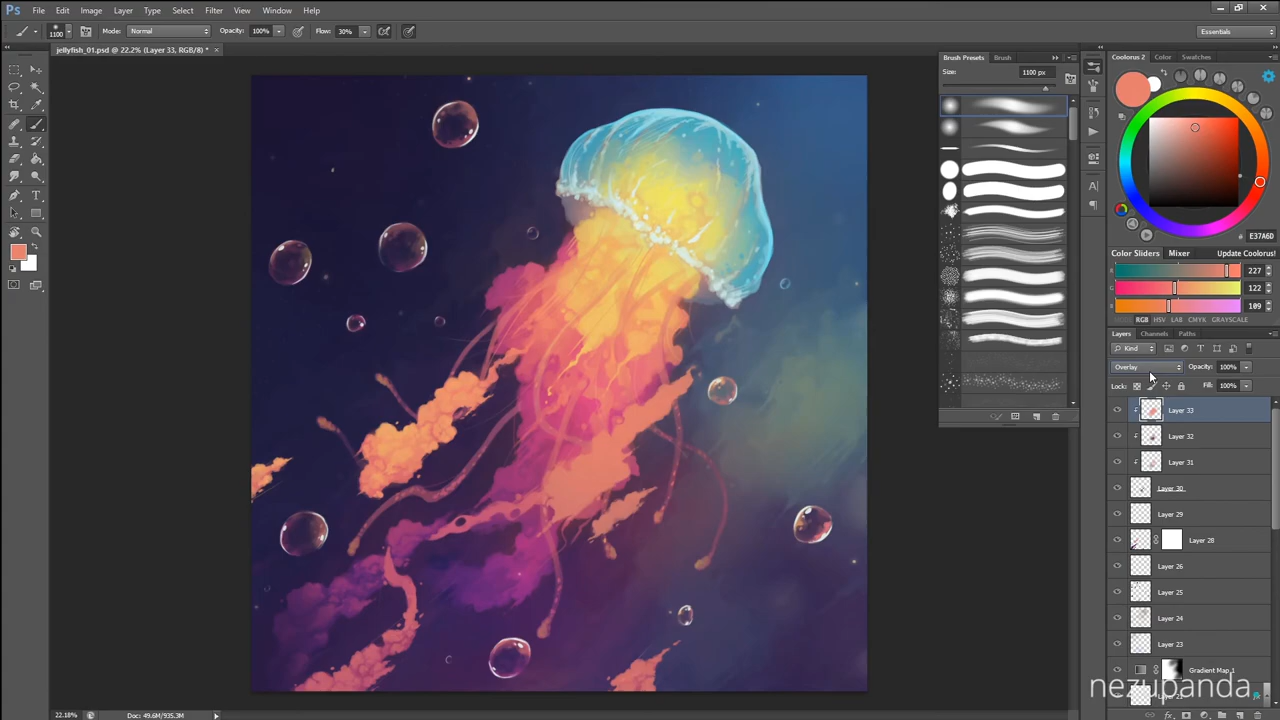 Ps File Edit Image Layer Type Select Filter View Window Help
1100 Mode: Normal Opacity: 100% Flow: 30% Essentials
jellyfish_01.psd @ 22.2% (Layer 33, RGB/8) * ×
Brush Presets Brush
Size: 1100 px
Coolorus 2 Color Swatches
E37A6D
Color Sliders Mixer Update Coolorus!
R 227
G 122
B 109
RGB HSV LAB CMYK GRAYSCALE
Layers Channels Paths
Kind
Overlay Opacity: 100%
Lock: Fill: 100%
Layer 33
Layer 32
Layer 31
Layer 30
Layer 29
Layer 28
Layer 26
Layer 25
Layer 24
Layer 23
Gradient Map 1
nezupanda
22.18% Doc: 49.6M/935.3M